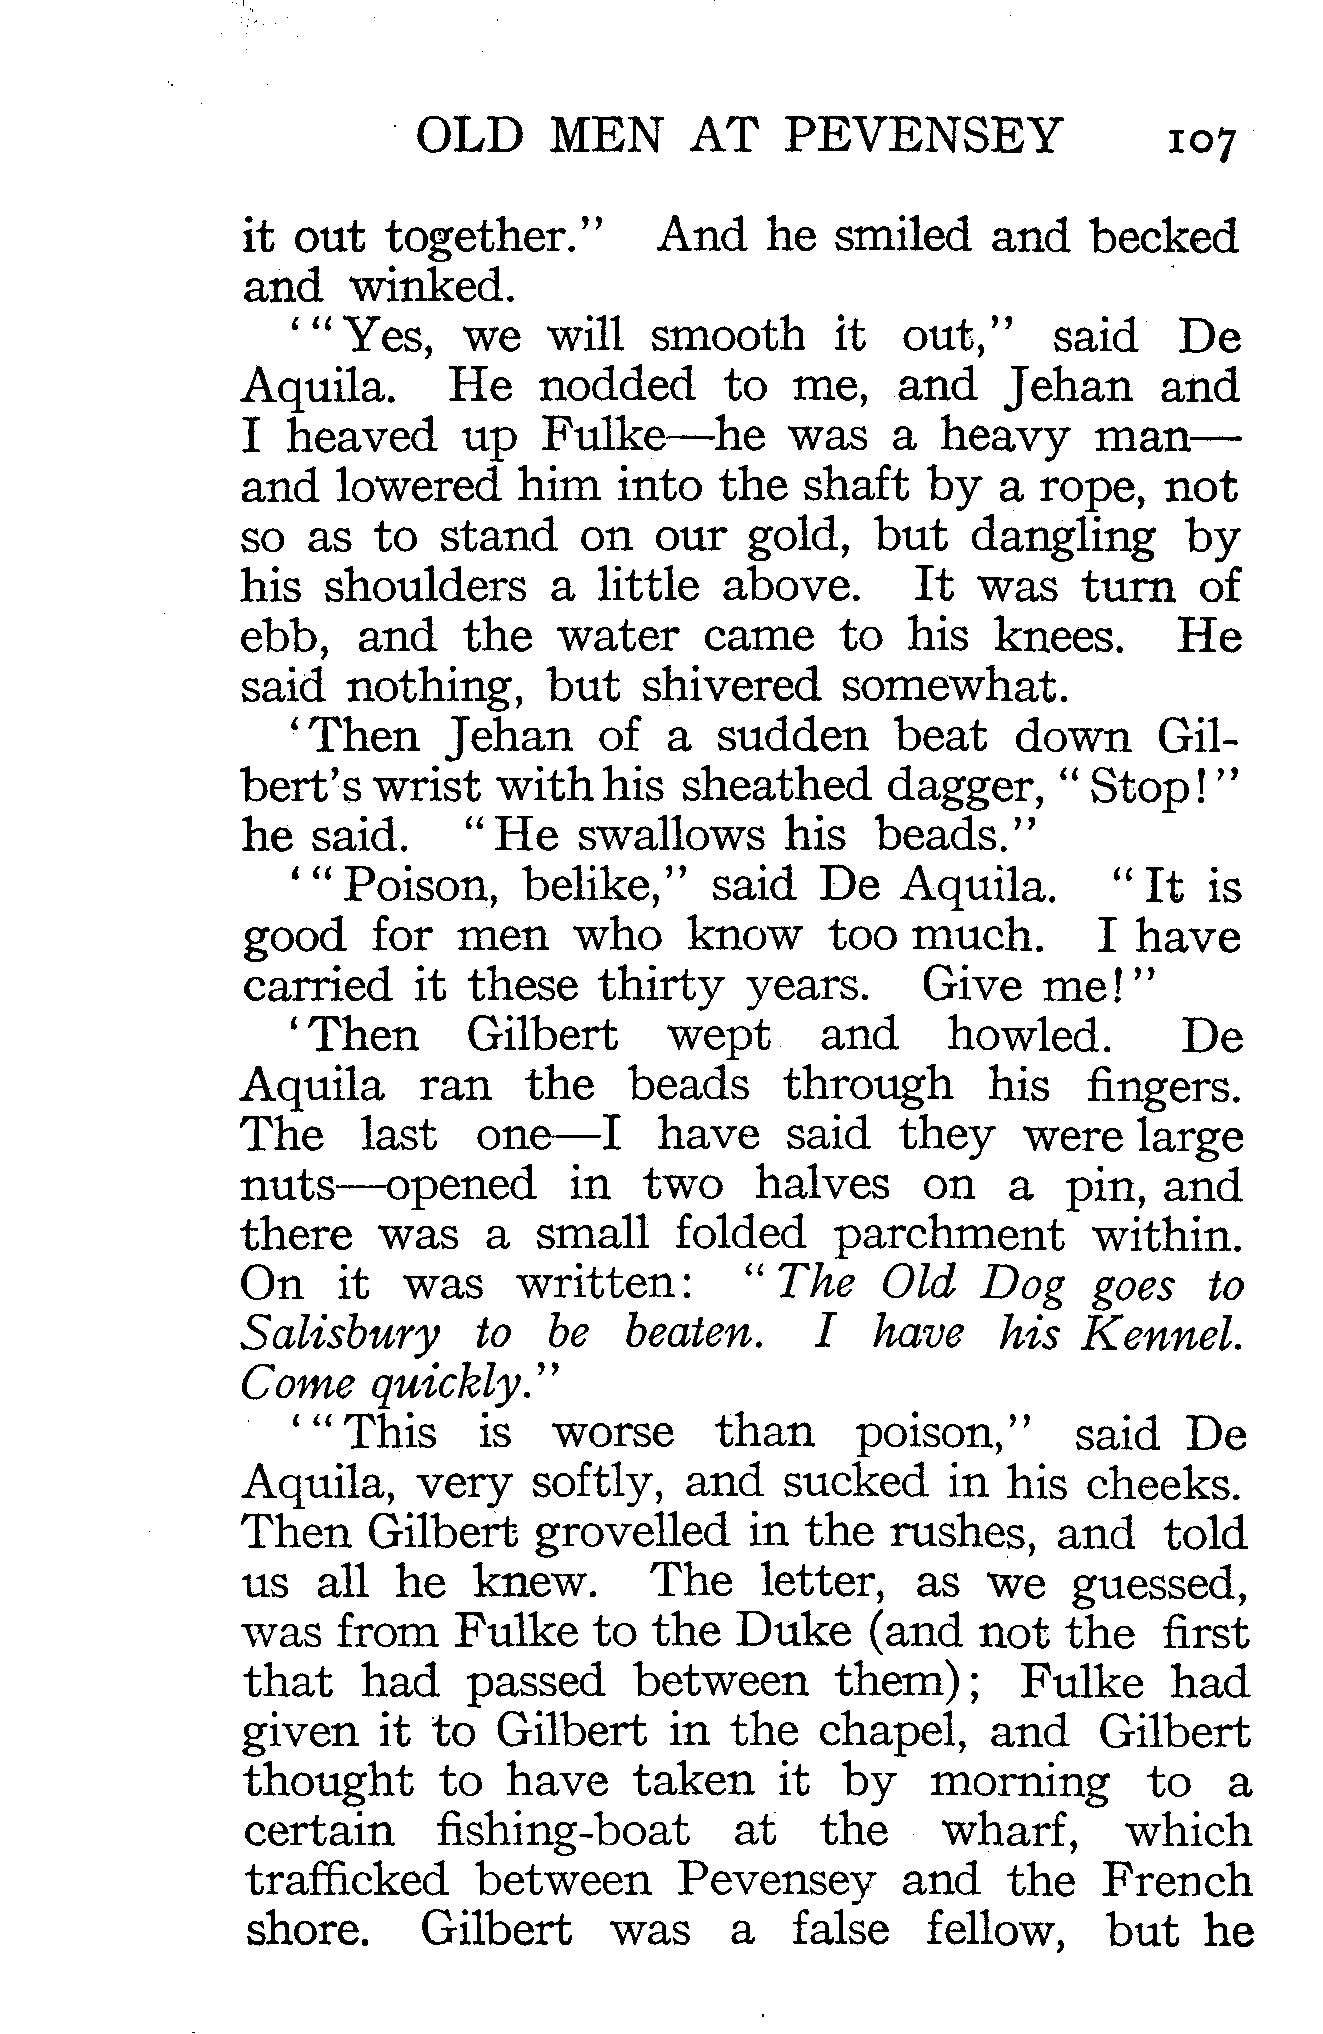 OLD MEN AT PEVENSEY 107
it out together.” And he smiled and becked
and winked.
‘“Yes, we will smooth it out,” said De
Aquila. He nodded to me, and Jehan and
I heaved up Fulke—he was a heavy man—
and lowered him into the shaft by a rope, not
so as to stand on our gold, but dangling by
his shoulders a little above. It was turn of
ebb, and the water came to his knees. He
said nothing, but shivered somewhat.
‘Then Jehan of a sudden beat down Gil-
bert’s wrist with his sheathed dagger, “Stop!”
he said. “He swallows his beads.”
‘“Poison, belike,” said De Aquila. “It is
good for men who know too much. I have
carried it these thirty years. Give me!”
‘Then Gilbert wept and howled. De
Aquila ran the beads through his fingers.
The last one—I have said they were large
nuts—opened in two halves on a pin, and
there was a small folded parchment within.
On it was written: “The Old Dog goes to
Salisbury to be beaten. I have his Kennel.
Come quickly.”
‘“This is worse than poison,” said De
Aquila, very softly, and sucked in his cheeks.
Then Gilbert grovelled in the rushes, and told
us all he knew. The letter, as we guessed,
was from Fulke to the Duke (and not the first
that had passed between them); Fulke had
given it to Gilbert in the chapel, and Gilbert
thought to have taken it by morning to a
certain fishing-boat at the wharf, which
trafficked between Pevensey and the French
shore. Gilbert was a false fellow, but he